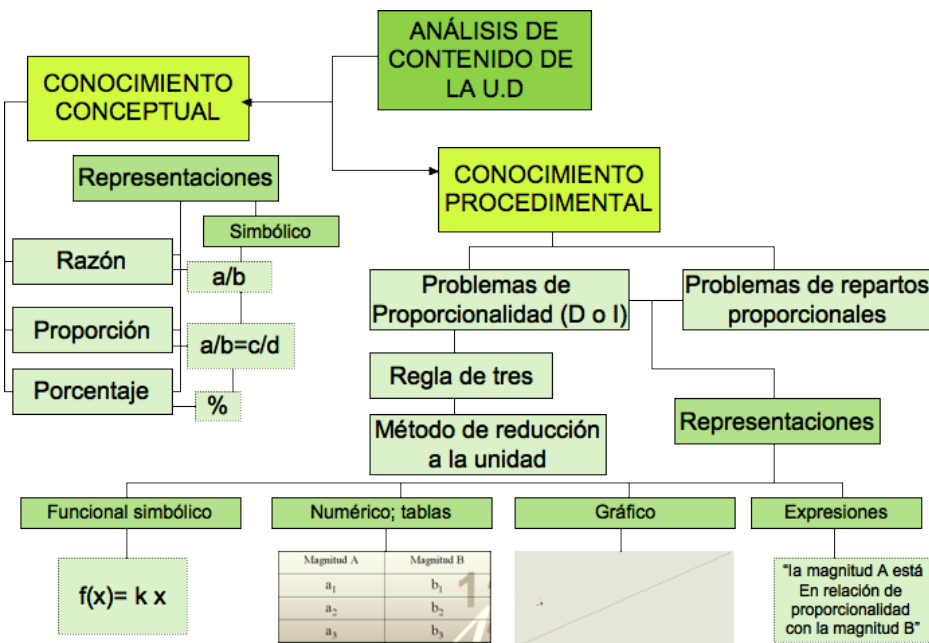 ANÁLISIS DE
CONTENIDO DE
LA U.D
CONOCIMIENTO
CONCEPTUAL
Representaciones
Simbólico
Razón
a/b
Proporción
a/b=c/d
Porcentaje
%
CONOCIMIENTO
PROCEDIMENTAL
Problemas de
Proporcionalidad (D o I)
Problemas de repartos
proporcionales
Regla de tres
Método de reducción
a la unidad
Representaciones
Funcional simbólico
f(x)= k x
Numérico; tablas
Magnitud A Magnitud B
a₁ b₁
a₂ b₂
a₃ b₃
Gráfico
Expresiones
“la magnitud A está
En relación de
proporcionalidad
con la magnitud B”